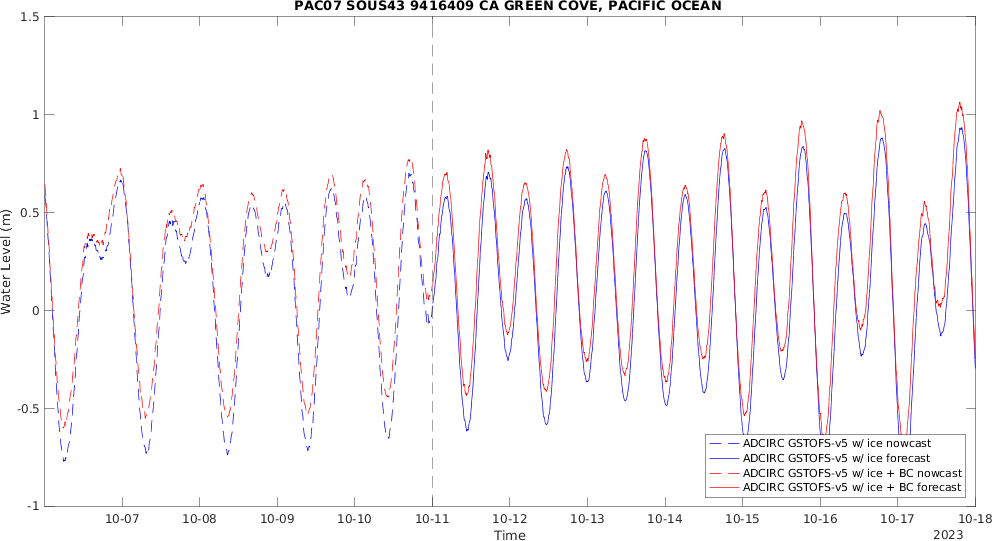 PAC07 SOUS43 9416409 CA GREEN COVE, PACIFIC OCEAN
1.5
1
0.5
0
-0.5
-1
Water Level (m)
ADCIRC GSTOFS-v5 w/ ice nowcast
ADCIRC GSTOFS-v5 w/ ice forecast
ADCIRC GSTOFS-v5 w/ ice + BC nowcast
ADCIRC GSTOFS-v5 w/ ice + BC forecast
10-07 10-08 10-09 10-10 10-11 10-12 10-13 10-14 10-15 10-16 10-17 10-18
Time
2023